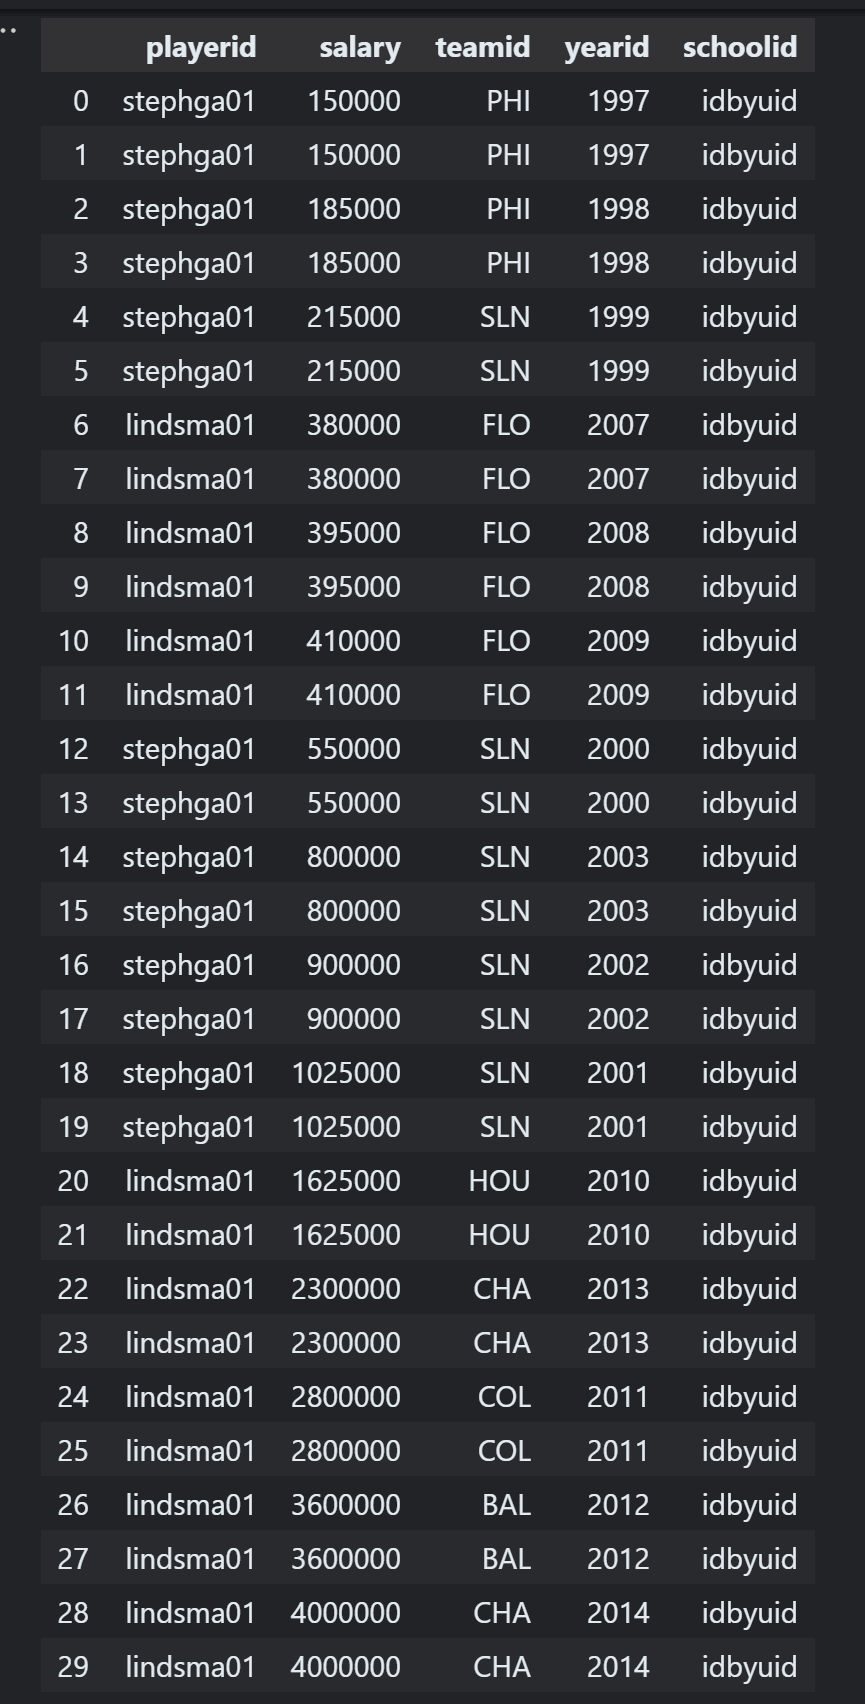 playerid salary teamid yearid schoolid
0 stephga01 150000 PHI 1997 idbyuid
1 stephga01 150000 PHI 1997 idbyuid
2 stephga01 185000 PHI 1998 idbyuid
3 stephga01 185000 PHI 1998 idbyuid
4 stephga01 215000 SLN 1999 idbyuid
5 stephga01 215000 SLN 1999 idbyuid
6 lindsma01 380000 FLO 2007 idbyuid
7 lindsma01 380000 FLO 2007 idbyuid
8 lindsma01 395000 FLO 2008 idbyuid
9 lindsma01 395000 FLO 2008 idbyuid
10 lindsma01 410000 FLO 2009 idbyuid
11 lindsma01 410000 FLO 2009 idbyuid
12 stephga01 550000 SLN 2000 idbyuid
13 stephga01 550000 SLN 2000 idbyuid
14 stephga01 800000 SLN 2003 idbyuid
15 stephga01 800000 SLN 2003 idbyuid
16 stephga01 900000 SLN 2002 idbyuid
17 stephga01 900000 SLN 2002 idbyuid
18 stephga01 1025000 SLN 2001 idbyuid
19 stephga01 1025000 SLN 2001 idbyuid
20 lindsma01 1625000 HOU 2010 idbyuid
21 lindsma01 1625000 HOU 2010 idbyuid
22 lindsma01 2300000 CHA 2013 idbyuid
23 lindsma01 2300000 CHA 2013 idbyuid
24 lindsma01 2800000 COL 2011 idbyuid
25 lindsma01 2800000 COL 2011 idbyuid
26 lindsma01 3600000 BAL 2012 idbyuid
27 lindsma01 3600000 BAL 2012 idbyuid
28 lindsma01 4000000 CHA 2014 idbyuid
29 lindsma01 4000000 CHA 2014 idbyuid